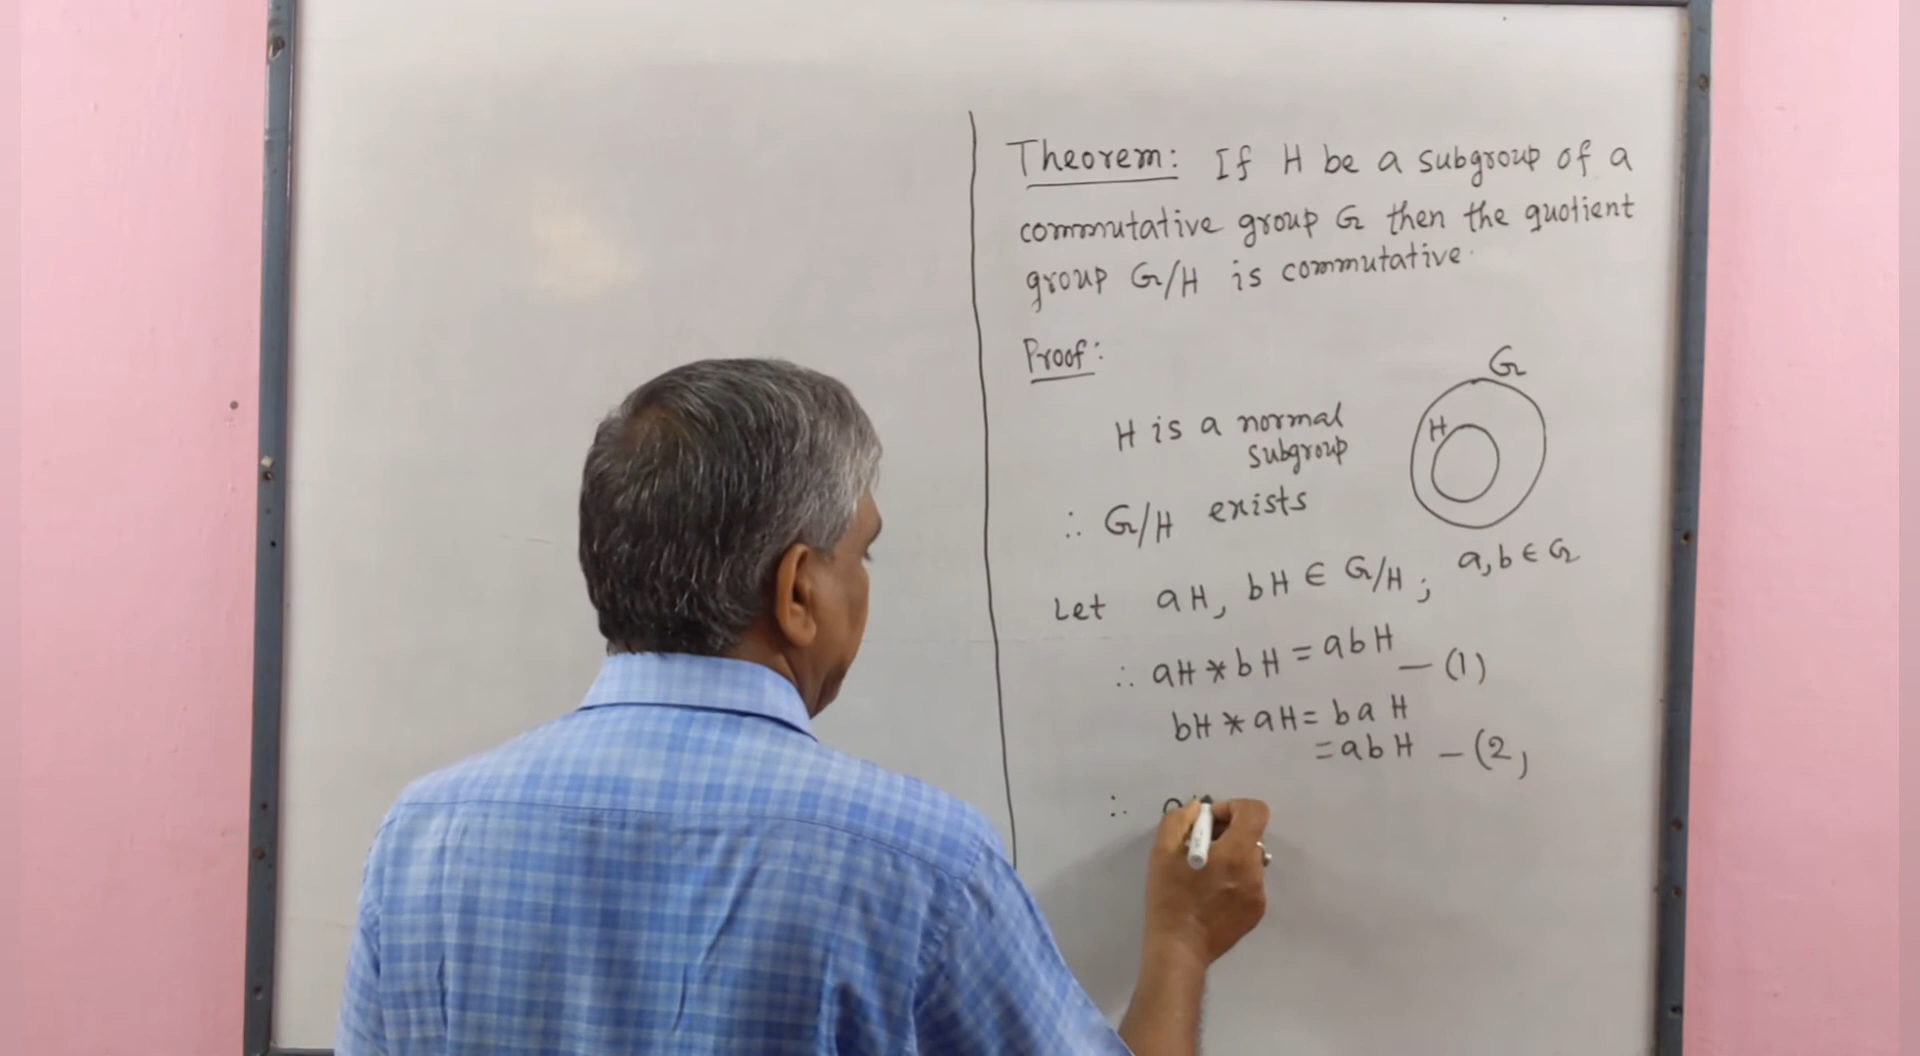 Theorem: If H be a subgroup of a
commutative group G then the quotient
group G/H is commutative.
Proof:
G
H
H is a normal
subgroup
∴ G/H exists
Let aH, bH ∈ G/H; a,b ∈ G
∴ aH * bH = abH — (1)
bH * aH = baH
= abH — (2)
∴ a